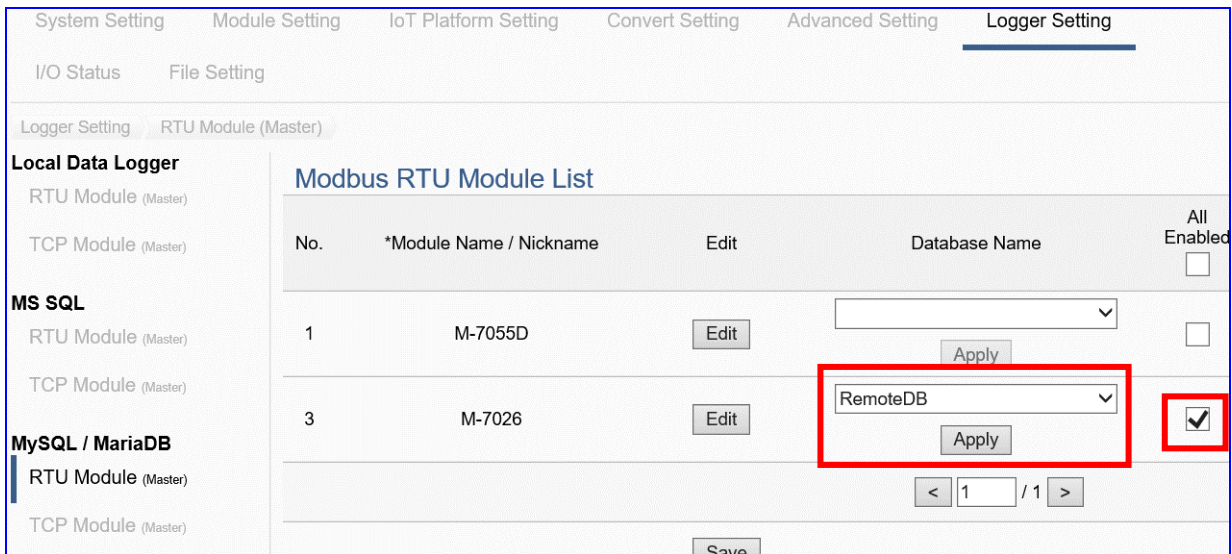 System Setting Module Setting IoT Platform Setting Convert Setting Advanced Setting Logger Setting
I/O Status File Setting
Logger Setting RTU Module (Master)
Local Data Logger
RTU Module (Master)
TCP Module (Master)
MS SQL
RTU Module (Master)
TCP Module (Master)
MySQL / MariaDB
RTU Module (Master)
TCP Module (Master)
Modbus RTU Module List
No. *Module Name / Nickname Edit Database Name All Enabled
1 M-7055D Edit
Apply
3 M-7026 Edit RemoteDB
Apply
< 1 / 1 >
Save